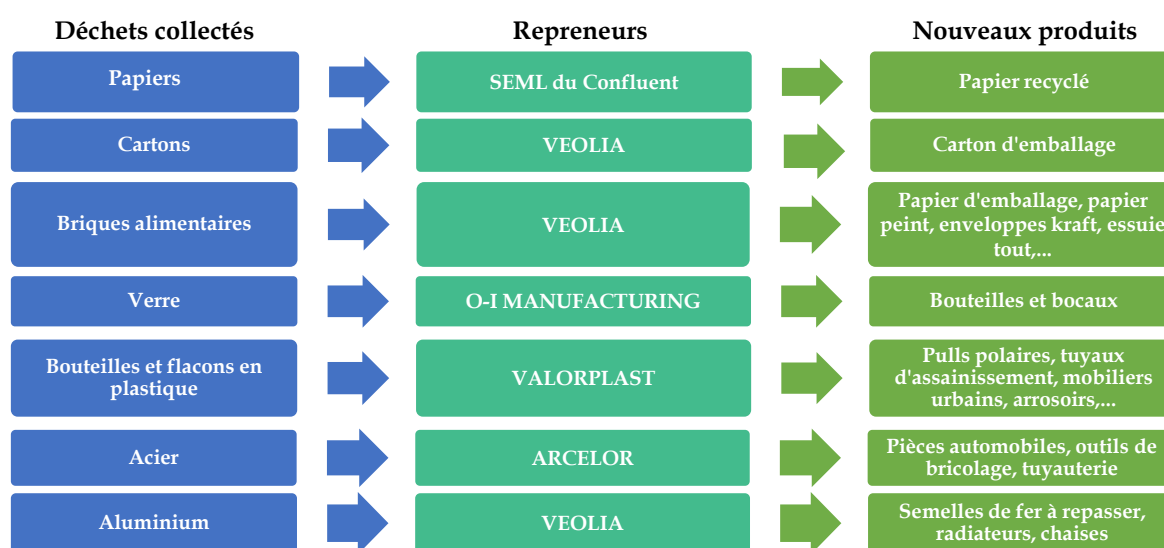 Déchets collectés
Repreneurs
Nouveaux produits
Papiers
SEML du Confluent
Papier recyclé
Cartons
VEOLIA
Carton d'emballage
Briques alimentaires
VEOLIA
Papier d'emballage, papier
peint, enveloppes kraft, essuie
tout,...
Verre
O-I MANUFACTURING
Bouteilles et bocaux
Bouteilles et flacons en
plastique
VALORPLAST
Pulls polaires, tuyaux
d'assainissement, mobiliers
urbains, arrosoirs,...
Acier
ARCELOR
Pièces automobiles, outils de
bricolage, tuyauterie
Aluminium
VEOLIA
Semelles de fer à repasser,
radiateurs, chaises